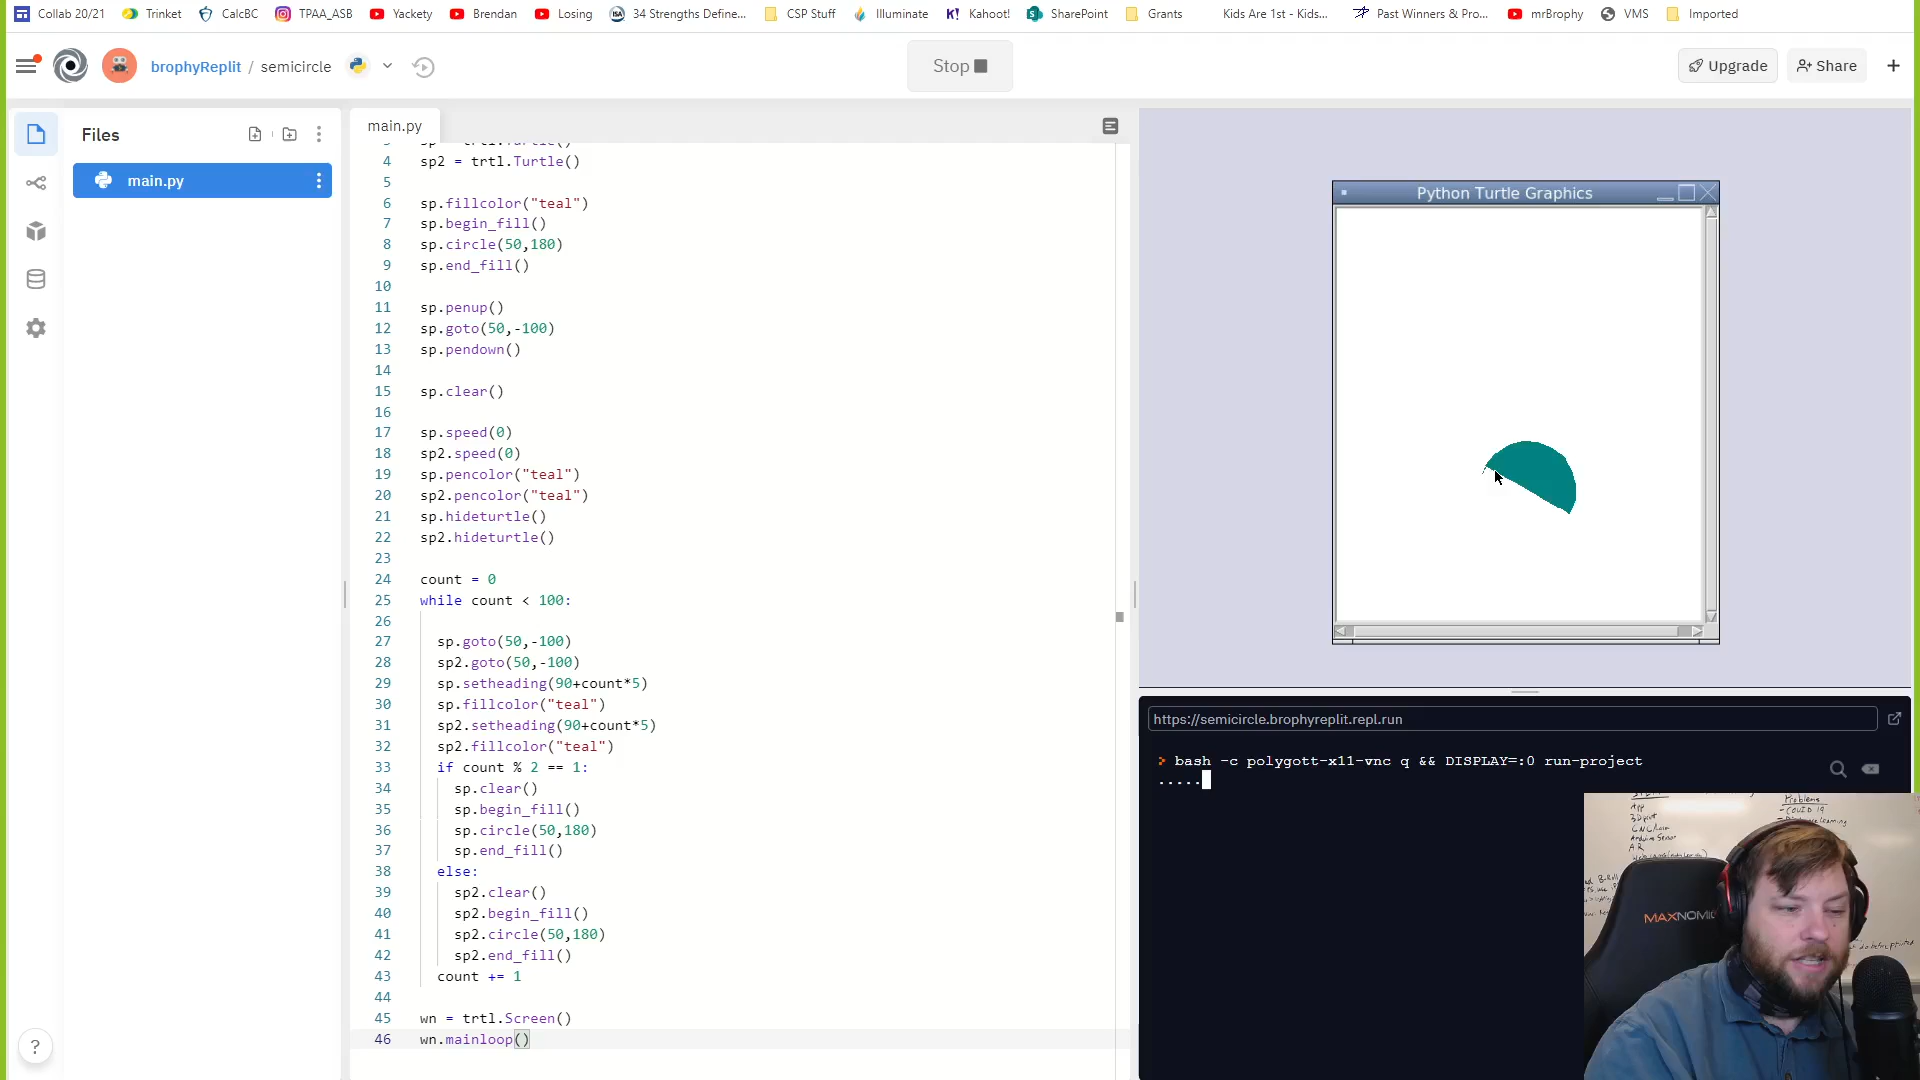 Collab 20/21 Trinket CalcBC TPAA_ASB Yackety Brendan Losing 34 Strengths Define... CSP Stuff Illuminate Kahoot! SharePoint Grants Kids Are 1st - Kids... Past Winners & Pro... mrBrophy VMS Imported
brophyReplit / semicircle
Stop
Upgrade
Share
Files
main.py
main.py
4 sp2 = trtl.Turtle()
5
6 sp.fillcolor("teal")
7 sp.begin_fill()
8 sp.circle(50,180)
9 sp.end_fill()
10
11 sp.penup()
12 sp.goto(50,-100)
13 sp.pendown()
14
15 sp.clear()
16
17 sp.speed(0)
18 sp2.speed(0)
19 sp.pencolor("teal")
20 sp2.pencolor("teal")
21 sp.hideturtle()
22 sp2.hideturtle()
23
24 count = 0
25 while count < 100:
26
27 sp.goto(50,-100)
28 sp2.goto(50,-100)
29 sp.setheading(90+count*5)
30 sp.fillcolor("teal")
31 sp2.setheading(90+count*5)
32 sp2.fillcolor("teal")
33 if count % 2 == 1:
34 sp.clear()
35 sp.begin_fill()
36 sp.circle(50,180)
37 sp.end_fill()
38 else:
39 sp2.clear()
40 sp2.begin_fill()
41 sp2.circle(50,180)
42 sp2.end_fill()
43 count += 1
44
45 wn = trtl.Screen()
46 wn.mainloop()
?
Python Turtle Graphics
https://semicircle.brophyreplit.repl.run
> bash -c polygott-x11-vnc q && DISPLAY=:0 run-project
.....
Problems
App
3Dprint
AR
MAXNOMIC